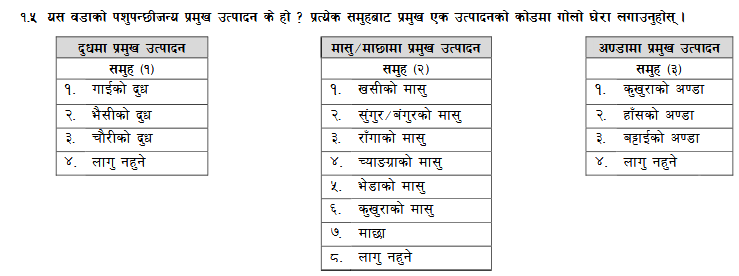 १.५ यस वडाको पशुपन्छीजन्य प्रमुख उत्पादन के हो ? प्रत्येक समुहबाट प्रमुख एक उत्पादनको कोडमा गोलो घेरा लगाउनुहोस् ।
दुधमा प्रमुख उत्पादन
समुह (१)
१. गाईको दुध
२. भैसीको दुध
३. चौरीको दुध
४. लागु नहुने
मासु/माछामा प्रमुख उत्पादन
समुह (२)
१. खसीको मासु
२. सुंगुर/बंगुरको मासु
३. राँगाको मासु
४. च्याङग्राको मासु
५. भेडाको मासु
६. कुखुराको मासु
७. माछा
८. लागु नहुने
अण्डामा प्रमुख उत्पादन
समुह (३)
१. कुखुराको अण्डा
२. हाँसको अण्डा
३. बट्टाईको अण्डा
४. लागु नहुने